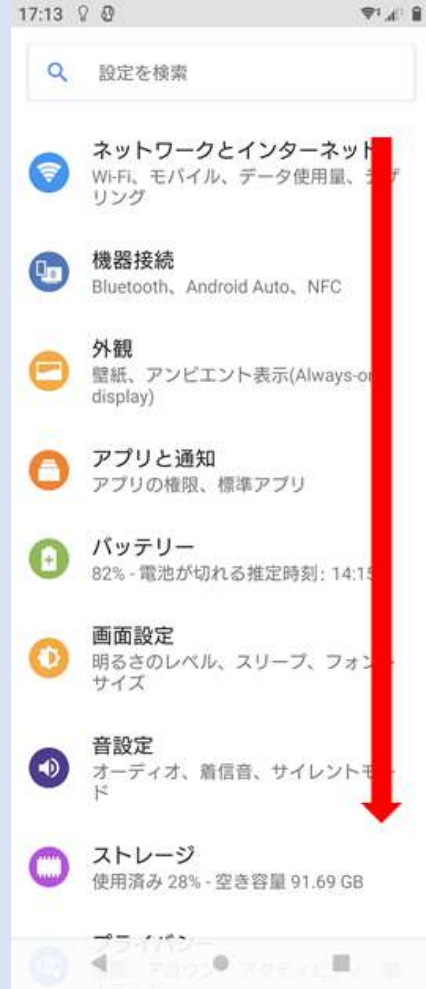 17:13
設定を検索
ネットワークとインターネット
Wi-Fi、モバイル、データ使用量、テザ
リング
機器接続
Bluetooth、Android Auto、NFC
外観
壁紙、アンビエント表示(Always-on
display)
アプリと通知
アプリの権限、標準アプリ
バッテリー
82% - 電池が切れる推定時刻: 14:15
画面設定
明るさのレベル、スリープ、フォント
サイズ
音設定
オーディオ、着信音、サイレントモー
ド
ストレージ
使用済み 28% - 空き容量 91.69 GB
プライバシー